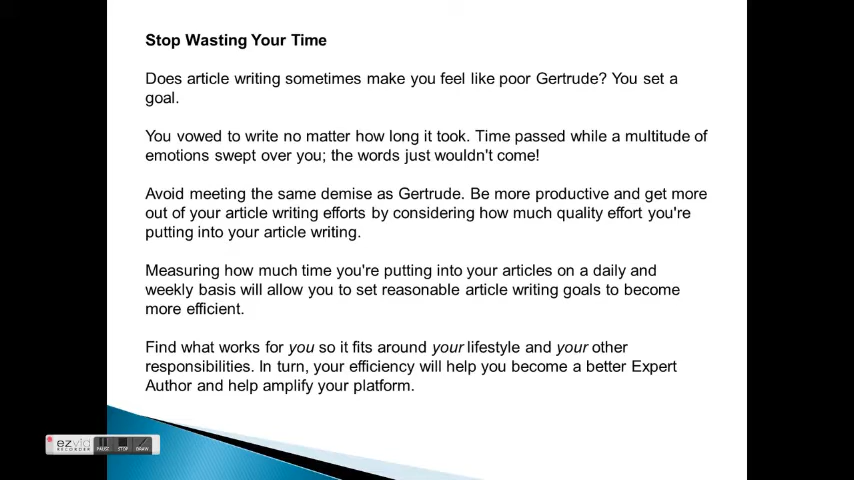 Stop Wasting Your Time
Does article writing sometimes make you feel like poor Gertrude? You set a
goal.
You vowed to write no matter how long it took. Time passed while a multitude of
emotions swept over you; the words just wouldn't come!
Avoid meeting the same demise as Gertrude. Be more productive and get more
out of your article writing efforts by considering how much quality effort you're
putting into your article writing.
Measuring how much time you're putting into your articles on a daily and
weekly basis will allow you to set reasonable article writing goals to become
more efficient.
Find what works for you so it fits around your lifestyle and your other
responsibilities. In turn, your efficiency will help you become a better Expert
Author and help amplify your platform.
ezvid
RECORDER
PAUSE STOP DRAW